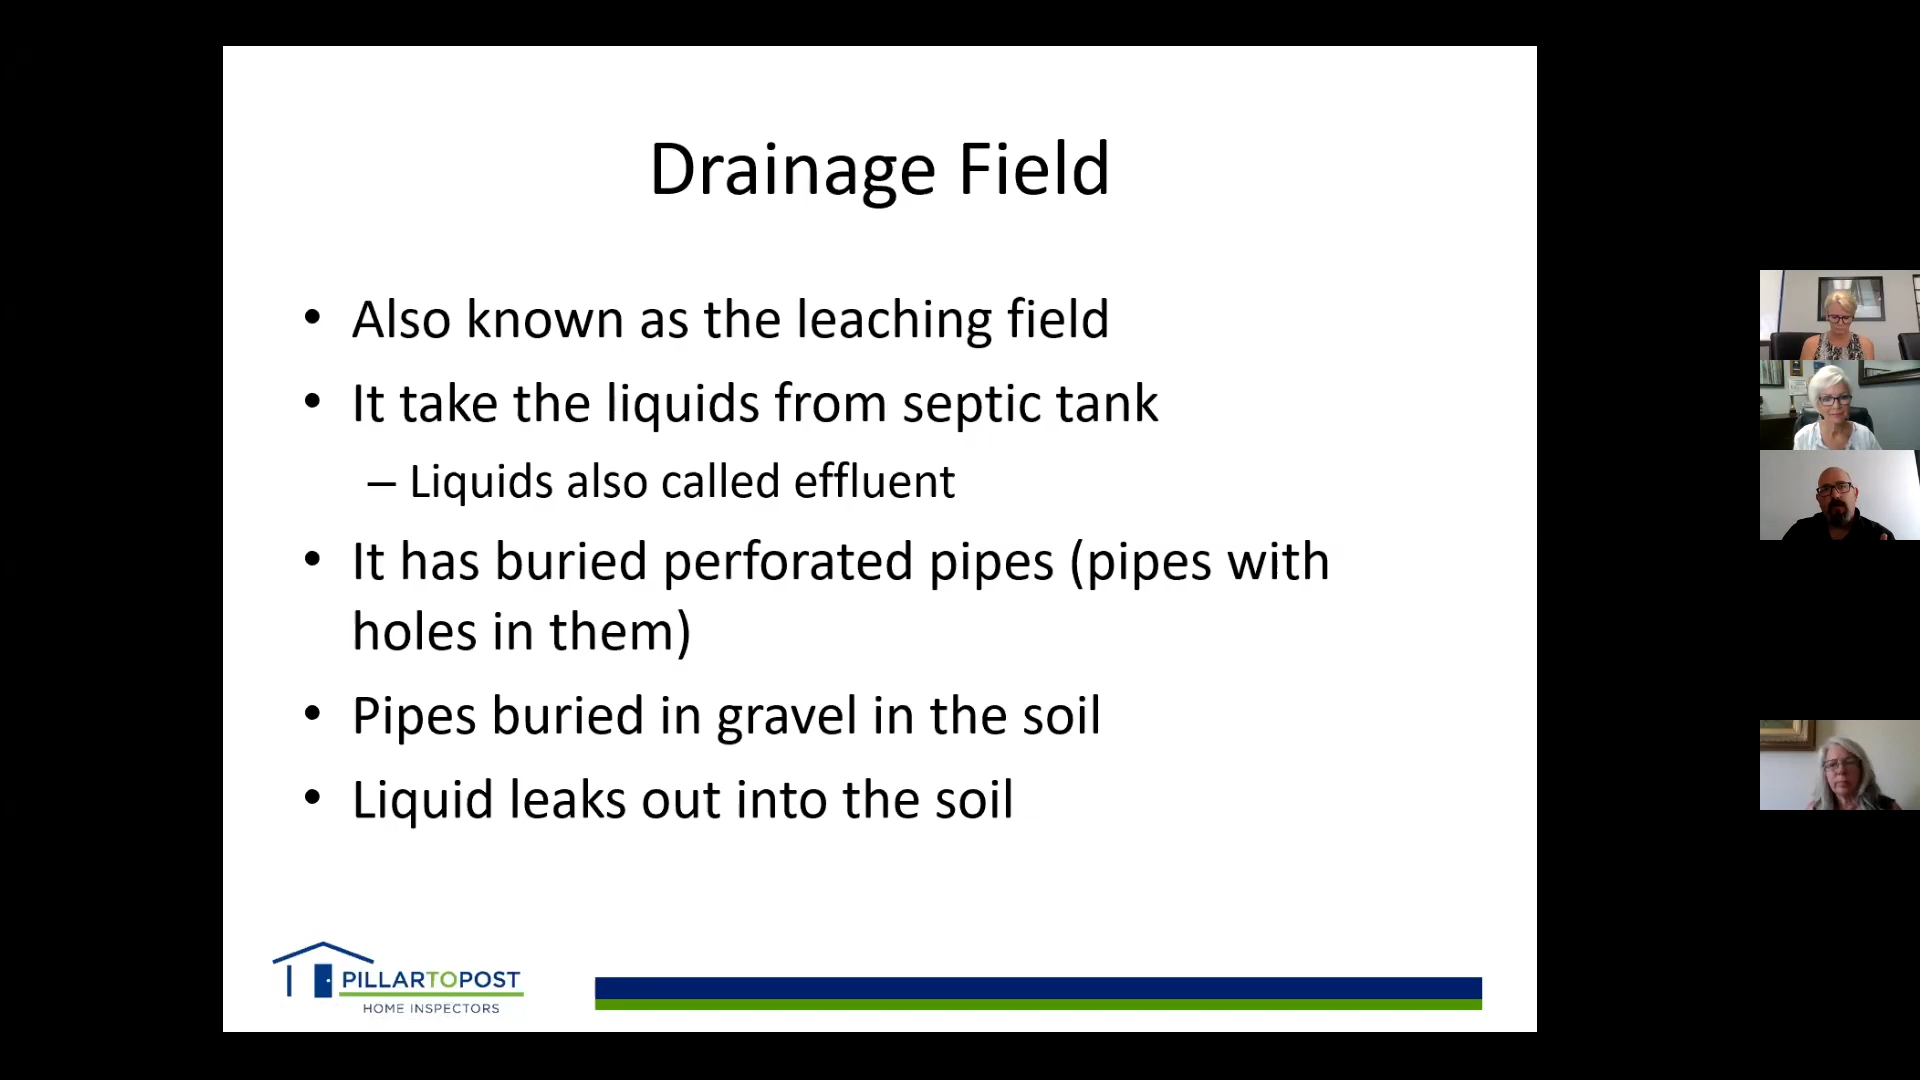 Drainage Field
• Also known as the leaching field
• It take the liquids from septic tank
– Liquids also called effluent
• It has buried perforated pipes (pipes with
holes in them)
• Pipes buried in gravel in the soil
• Liquid leaks out into the soil
PILLARTOPOST
HOME INSPECTORS